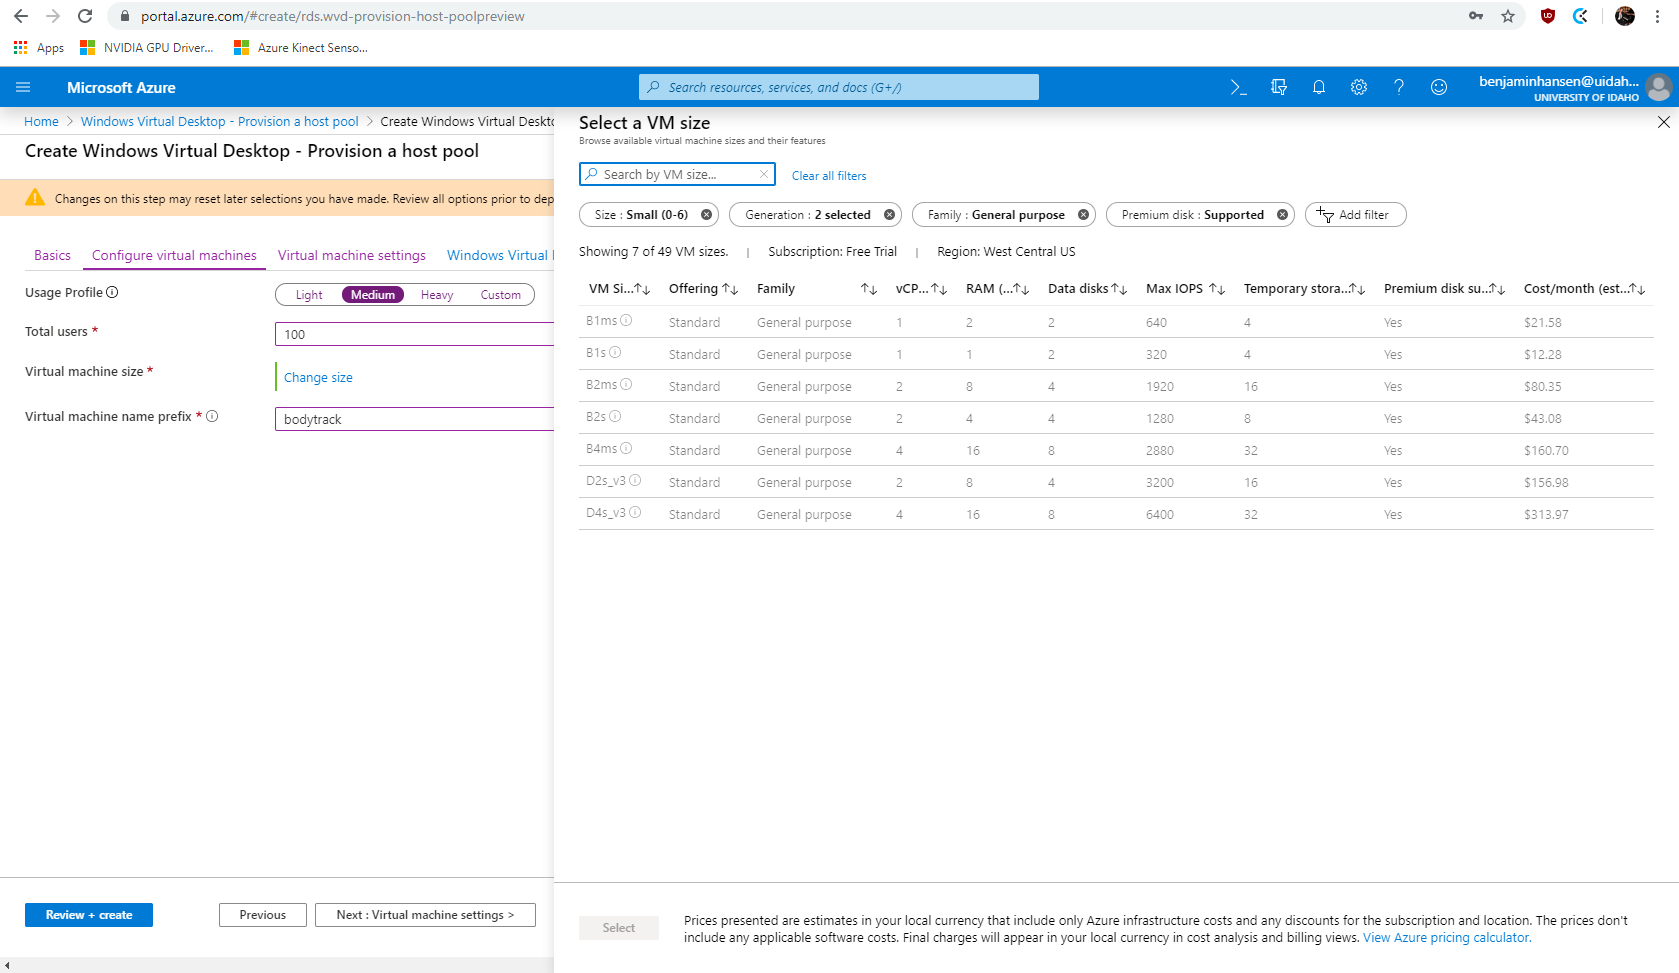 portal.azure.com/#create/rds.wvd-provision-host-poolpreview
Apps NVIDIA GPU Driver... Azure Kinect Senso...
Microsoft Azure
Search resources, services, and docs (G+/)
benjaminhansen@uidah...
UNIVERSITY OF IDAHO
Home > Windows Virtual Desktop - Provision a host pool > Create Windows Virtual Deskto
Create Windows Virtual Desktop - Provision a host pool
Changes on this step may reset later selections you have made. Review all options prior to dep
Basics Configure virtual machines Virtual machine settings Windows Virtual
Usage Profile Light Medium Heavy Custom
Total users * 100
Virtual machine size * Change size
Virtual machine name prefix * bodytrack
Review + create Previous Next : Virtual machine settings >
Select a VM size
Browse available virtual machine sizes and their features
Search by VM size... Clear all filters
Size : Small (0-6) Generation : 2 selected Family : General purpose Premium disk : Supported Add filter
Showing 7 of 49 VM sizes. | Subscription: Free Trial | Region: West Central US
VM Si... Offering Family vCP... RAM (... Data disks Max IOPS Temporary stora... Premium disk su... Cost/month (est...
B1ms Standard General purpose 1 2 2 640 4 Yes $21.58
B1s Standard General purpose 1 1 2 320 4 Yes $12.28
B2ms Standard General purpose 2 8 4 1920 16 Yes $80.35
B2s Standard General purpose 2 4 4 1280 8 Yes $43.08
B4ms Standard General purpose 4 16 8 2880 32 Yes $160.70
D2s_v3 Standard General purpose 2 8 4 3200 16 Yes $156.98
D4s_v3 Standard General purpose 4 16 8 6400 32 Yes $313.97
Select
Prices presented are estimates in your local currency that include only Azure infrastructure costs and any discounts for the subscription and location. The prices don't
include any applicable software costs. Final charges will appear in your local currency in cost analysis and billing views. View Azure pricing calculator.